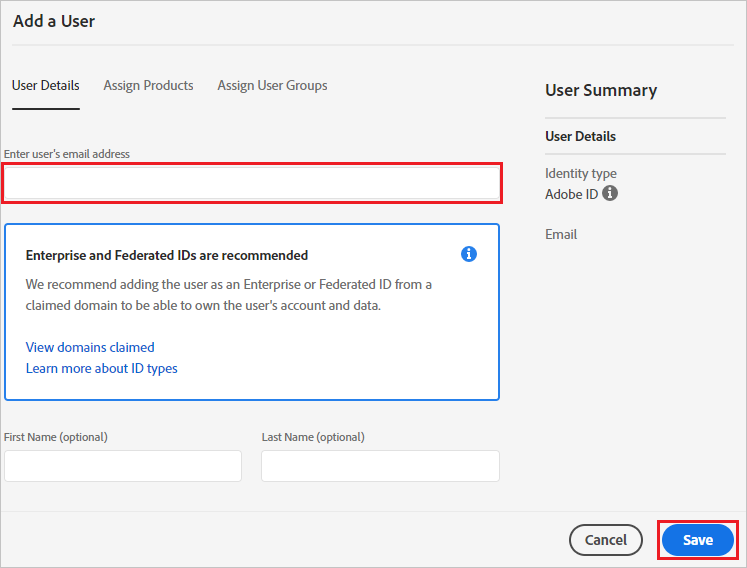 Add a User
User Details
Assign Products
Assign User Groups
Enter user's email address
Enterprise and Federated IDs are recommended
We recommend adding the user as an Enterprise or Federated ID from a
claimed domain to be able to own the user's account and data.
View domains claimed
Learn more about ID types
First Name (optional)
Last Name (optional)
User Summary
User Details
Identity type
Adobe ID
Email
Cancel
Save